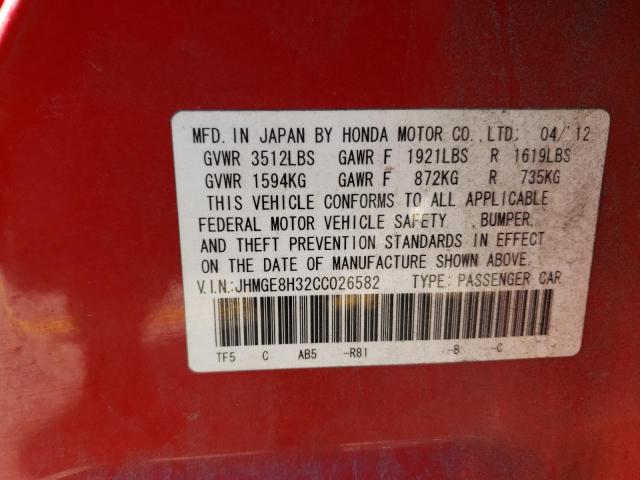 MFD. IN JAPAN BY HONDA MOTOR CO.,LTD. 04/'12
GVWR 3512LBS GAWR F 1921LBS R 1619LBS
GVWR 1594KG GAWR F 872KG R 735KG
THIS VEHICLE CONFORMS TO ALL APPLICABLE
FEDERAL MOTOR VEHICLE SAFETY ,BUMPER,
AND THEFT PREVENTION STANDARDS IN EFFECT
ON THE DATE OF MANUFACTURE SHOWN ABOVE.
V.I.N.:JHMGE8H32CC026582 TYPE: PASSENGER CAR
TF5 C AB5 -R81 -B -C